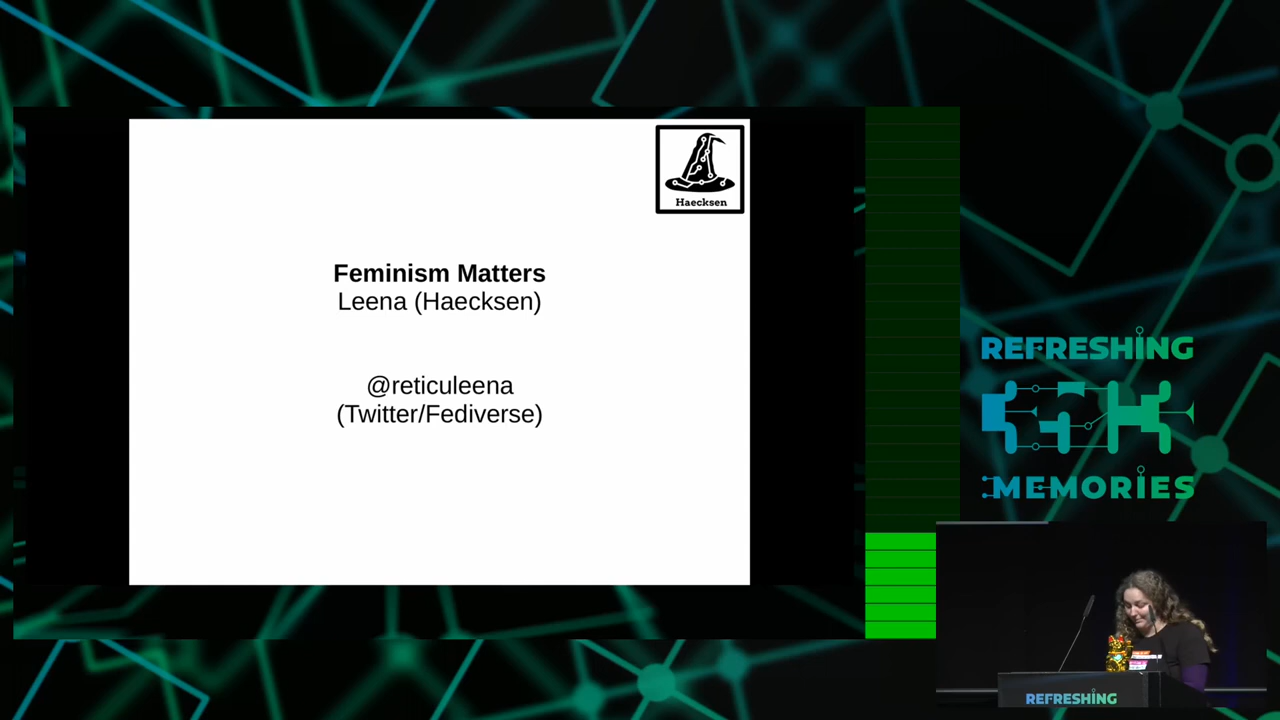 Haecksen
Feminism Matters
Leena (Haecksen)
@reticuleena
(Twitter/Fediverse)
REFRESHING
MEMORIES
REFRESHING